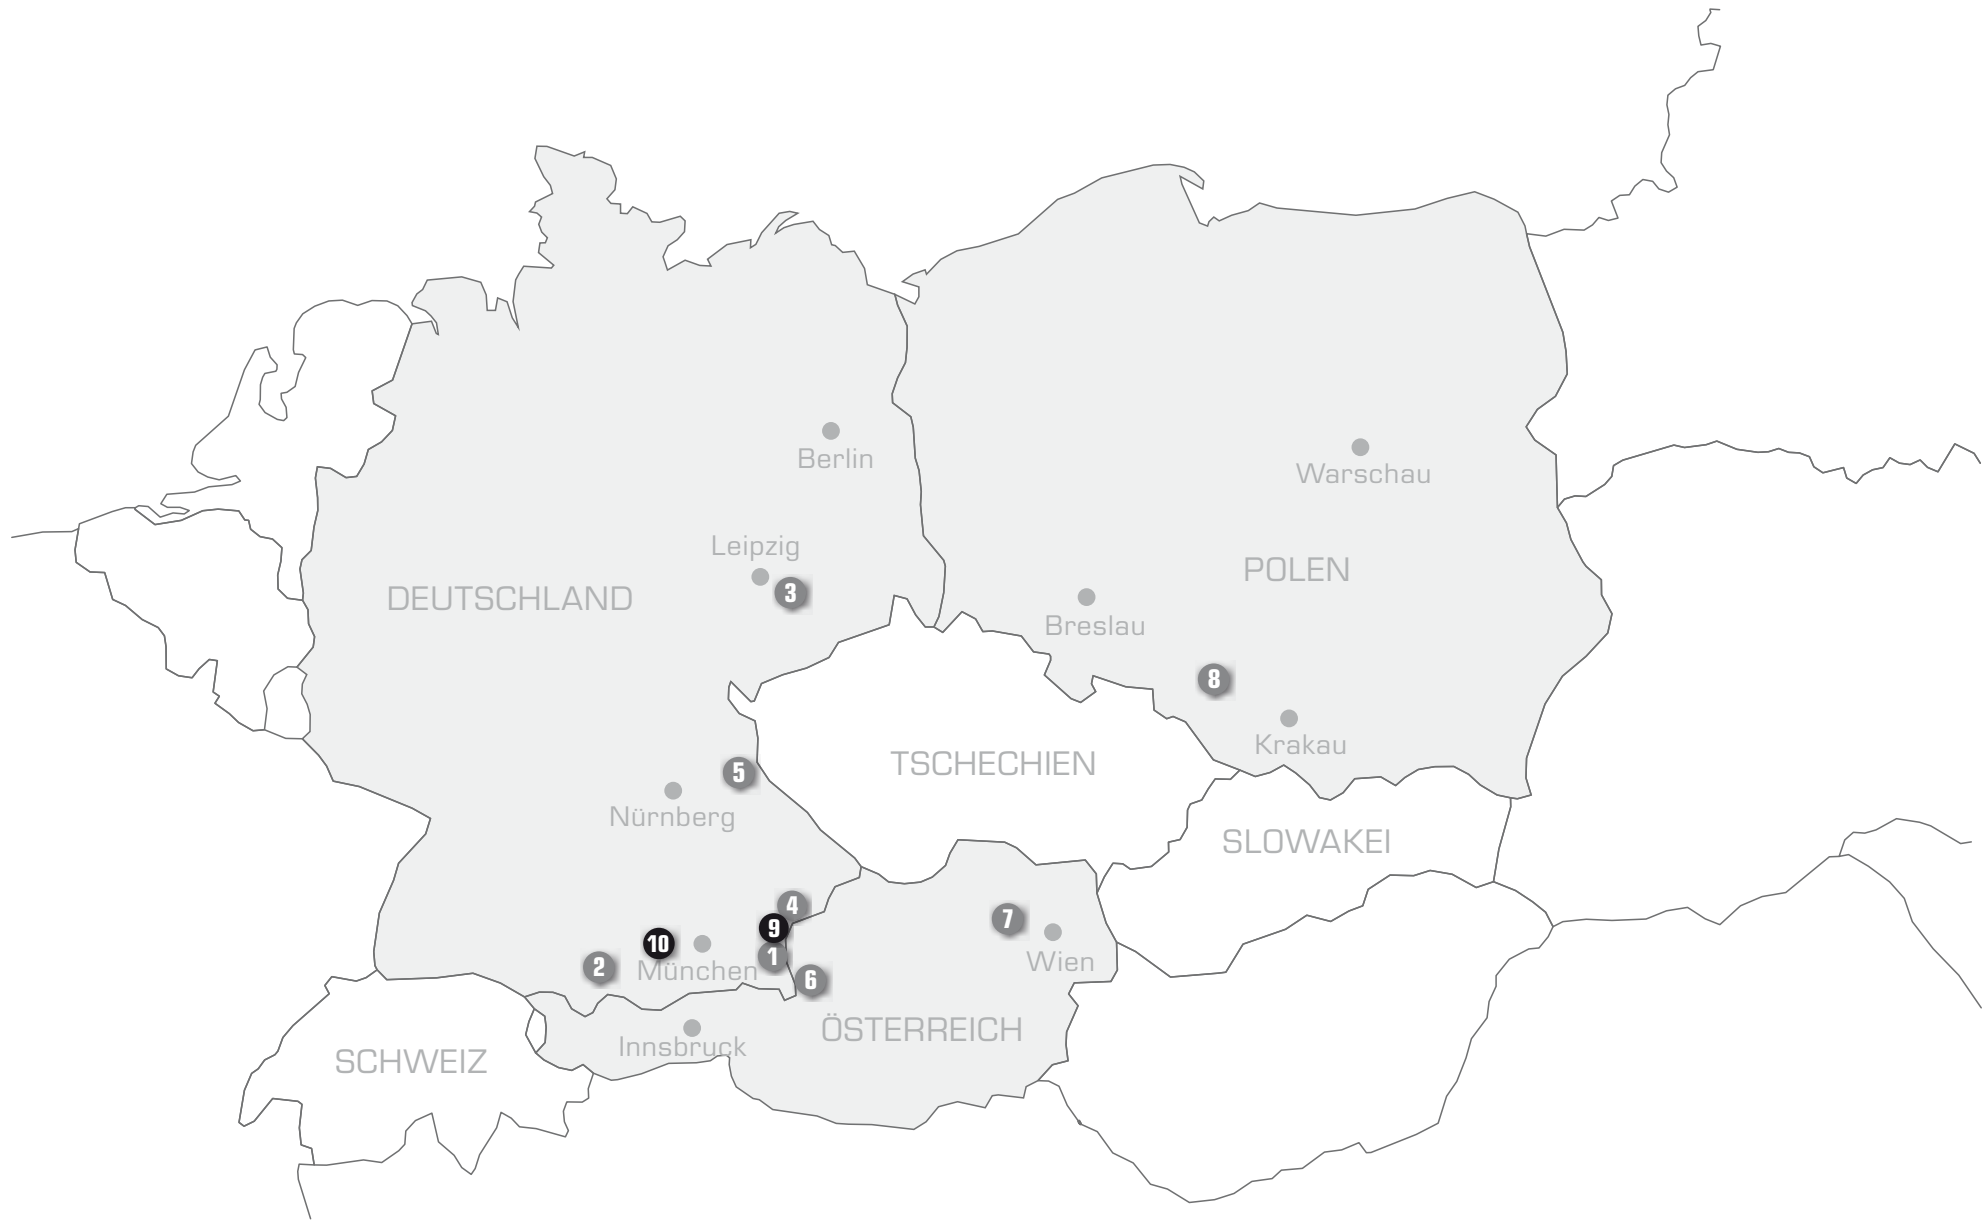 Berlin
Warschau
Leipzig
POLEN
3
DEUTSCHLAND
Breslau
8
Krakau
5
TSCHECHIEN
Nürnberg
SLOWAKEI
4
7
9
10
1
Wien
2
München
6
ÖSTERREICH
Innsbruck
SCHWEIZ